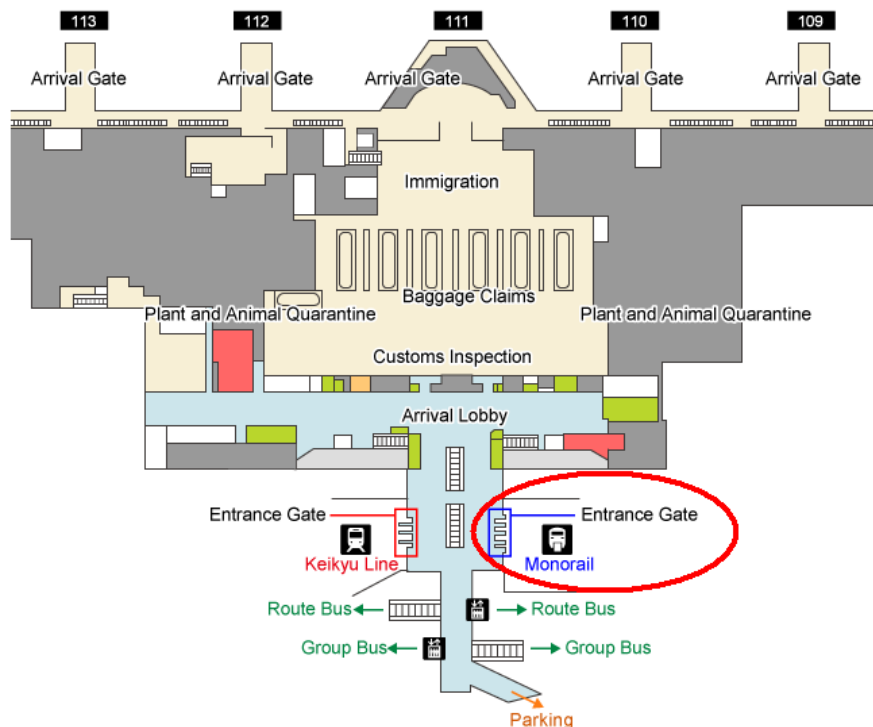 113
112
111
110
109
Arrival Gate
Arrival Gate
Arrival Gate
Arrival Gate
Arrival Gate
Immigration
Baggage Claims
Plant and Animal Quarantine
Plant and Animal Quarantine
Customs Inspection
Arrival Lobby
Entrance Gate
Entrance Gate
Keikyu Line
Monorail
Route Bus
Route Bus
Group Bus
Group Bus
Parking